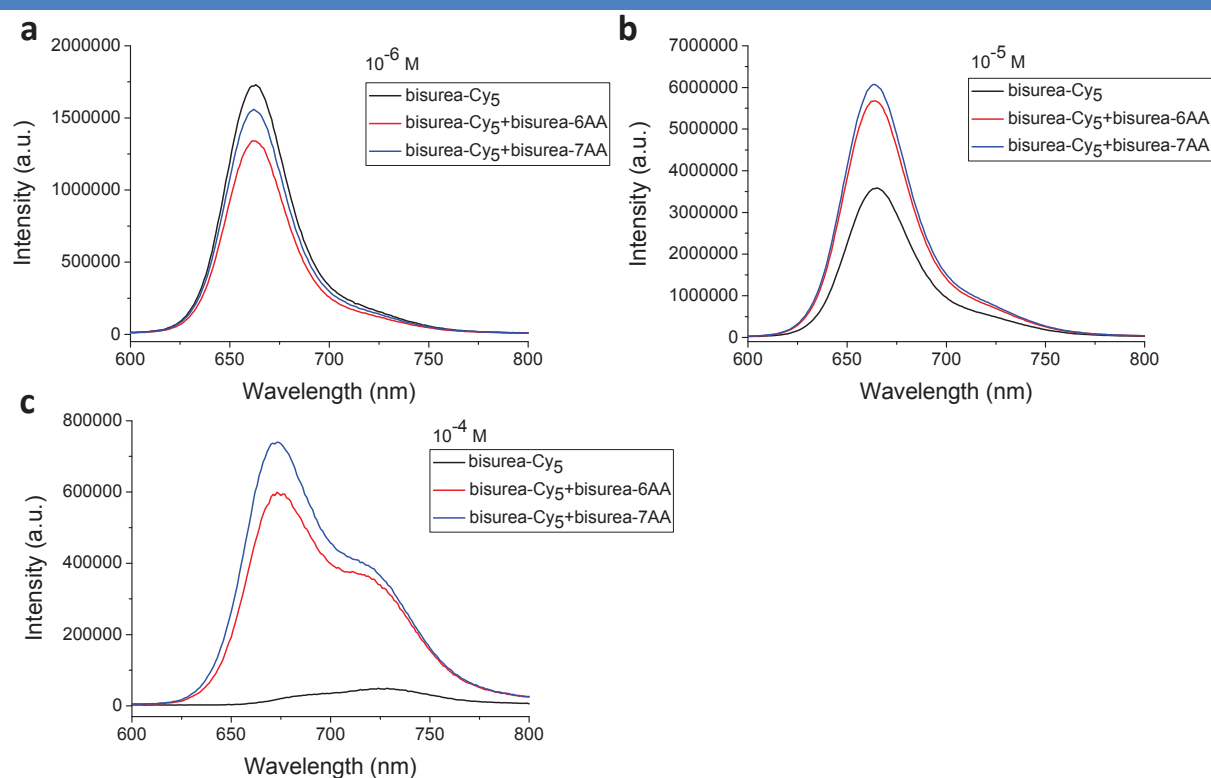 a
10⁻⁶ M
bisurea-Cy₅
bisurea-Cy₅+bisurea-6AA
bisurea-Cy₅+bisurea-7AA
2000000
1500000
1000000
500000
0
Intensity (a.u.)
600 650 700 750 800
Wavelength (nm)
b
10⁻⁵ M
bisurea-Cy₅
bisurea-Cy₅+bisurea-6AA
bisurea-Cy₅+bisurea-7AA
7000000
6000000
5000000
4000000
3000000
2000000
1000000
0
Intensity (a.u.)
600 650 700 750 800
Wavelength (nm)
c
10⁻⁴ M
bisurea-Cy₅
bisurea-Cy₅+bisurea-6AA
bisurea-Cy₅+bisurea-7AA
800000
600000
400000
200000
0
Intensity (a.u.)
600 650 700 750 800
Wavelength (nm)